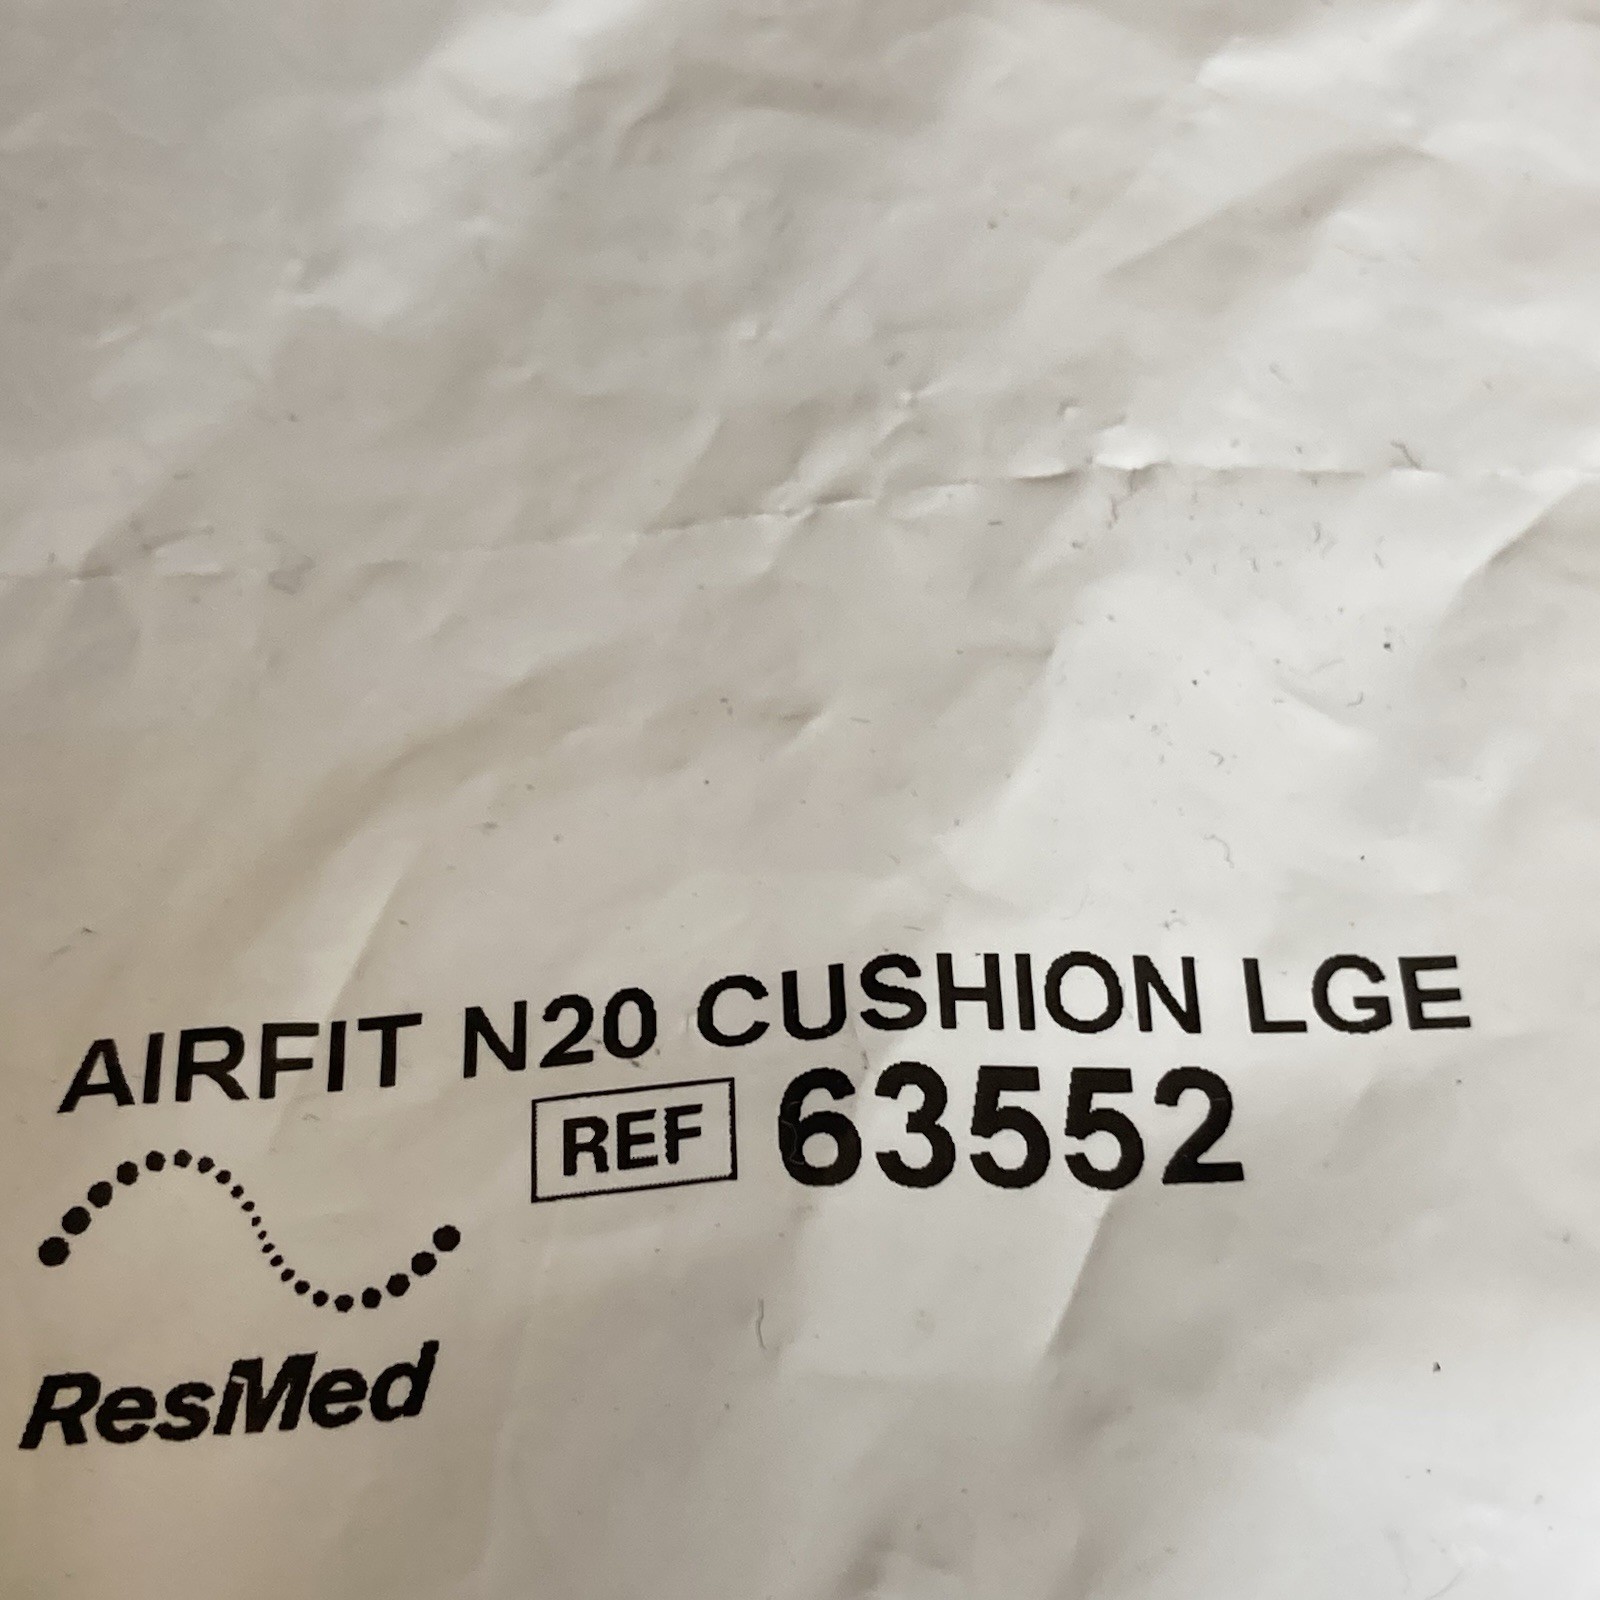 AIRFIT N20 CUSHION LGE
REF 63552
ResMed